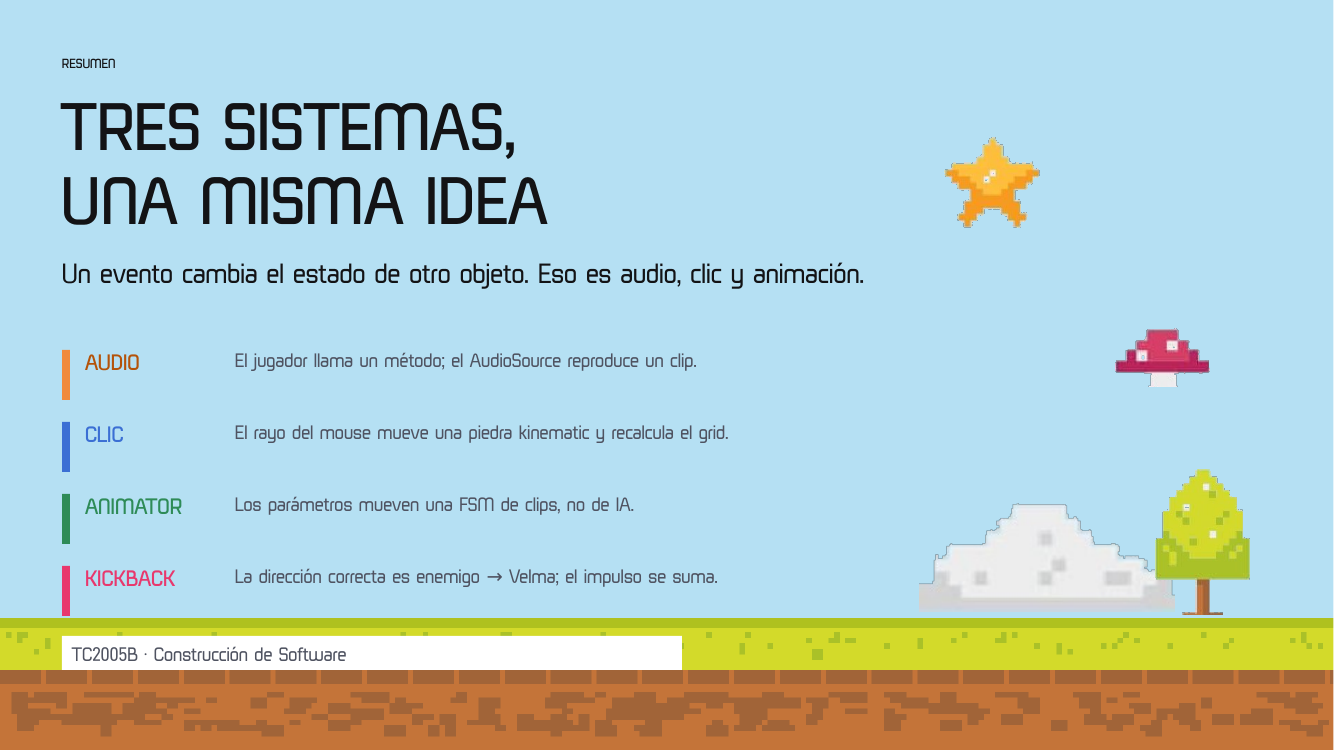 RESUMEN
TRES SISTEMAS,
UNA MISMA IDEA
Un evento cambia el estado de otro objeto. Eso es audio, clic y animación.
AUDIO El jugador llama un método; el AudioSource reproduce un clip.
CLIC El rayo del mouse mueve una piedra kinematic y recalcula el grid.
ANIMATOR Los parámetros mueven una FSM de clips, no de IA.
KICKBACK La dirección correcta es enemigo → Velma; el impulso se suma.
TC2005B · Construcción de Software